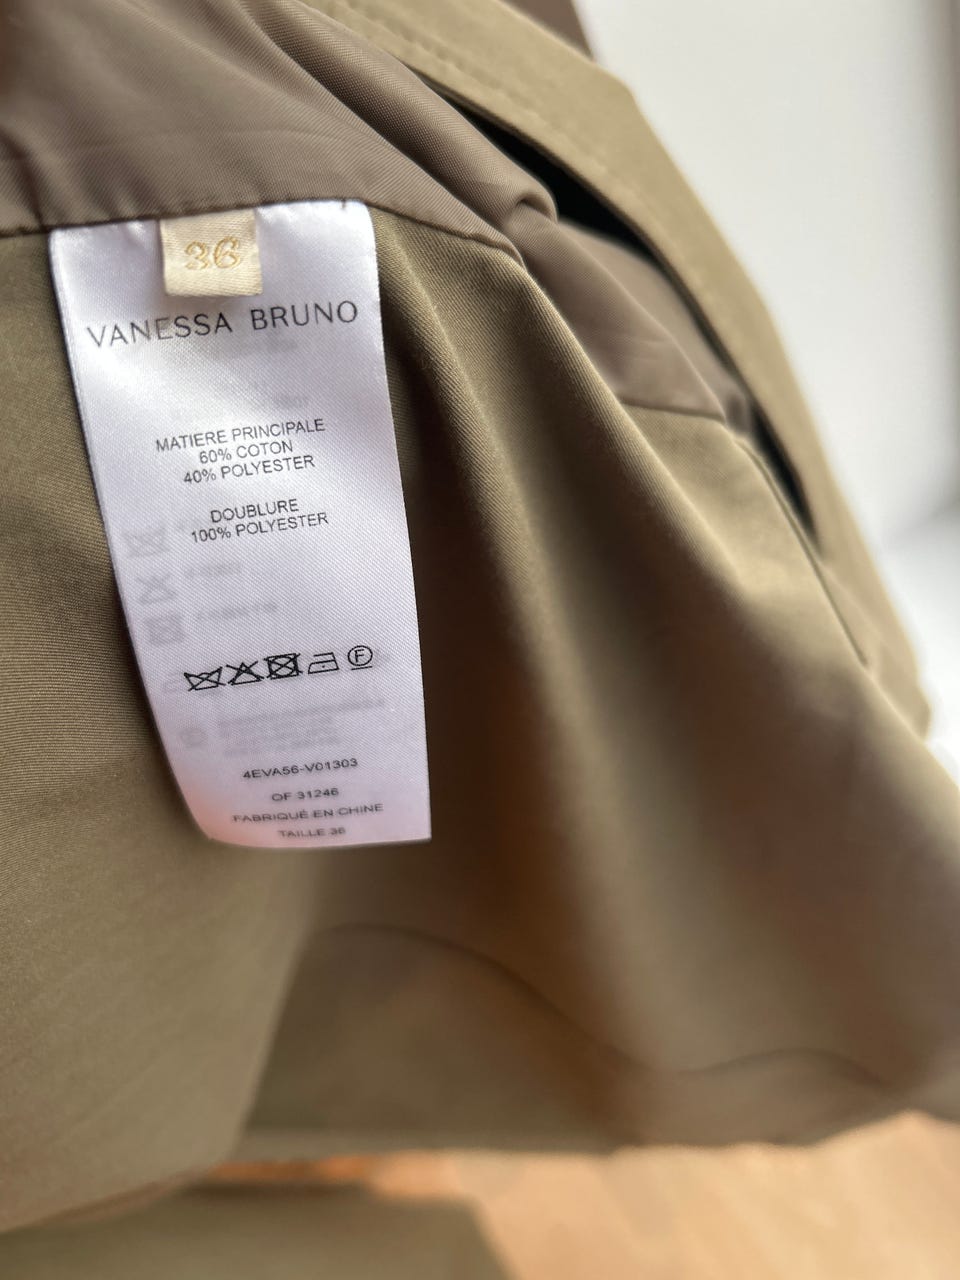 36
VANESSA BRUNO
MATIERE PRINCIPALE
60% COTON
40% POLYESTER
DOUBLURE
100% POLYESTER
F
4EVA56-V01303
OF 31246
FABRIQUÉ EN CHINE
TAILLE 36